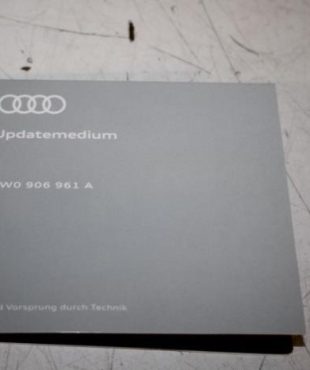 Updatemedium
W0 906 961 A
Vorsprung durch Technik